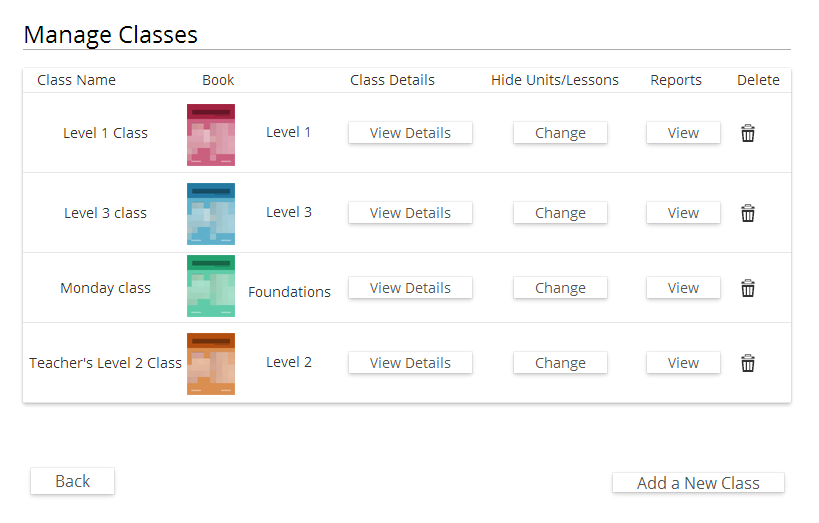 Manage Classes
Class Name Book Class Details Hide Units/Lessons Reports Delete
Level 1 Class Level 1 View Details Change View
Level 3 class Level 3 View Details Change View
Monday class Foundations View Details Change View
Teacher's Level 2 Class Level 2 View Details Change View
Back Add a New Class